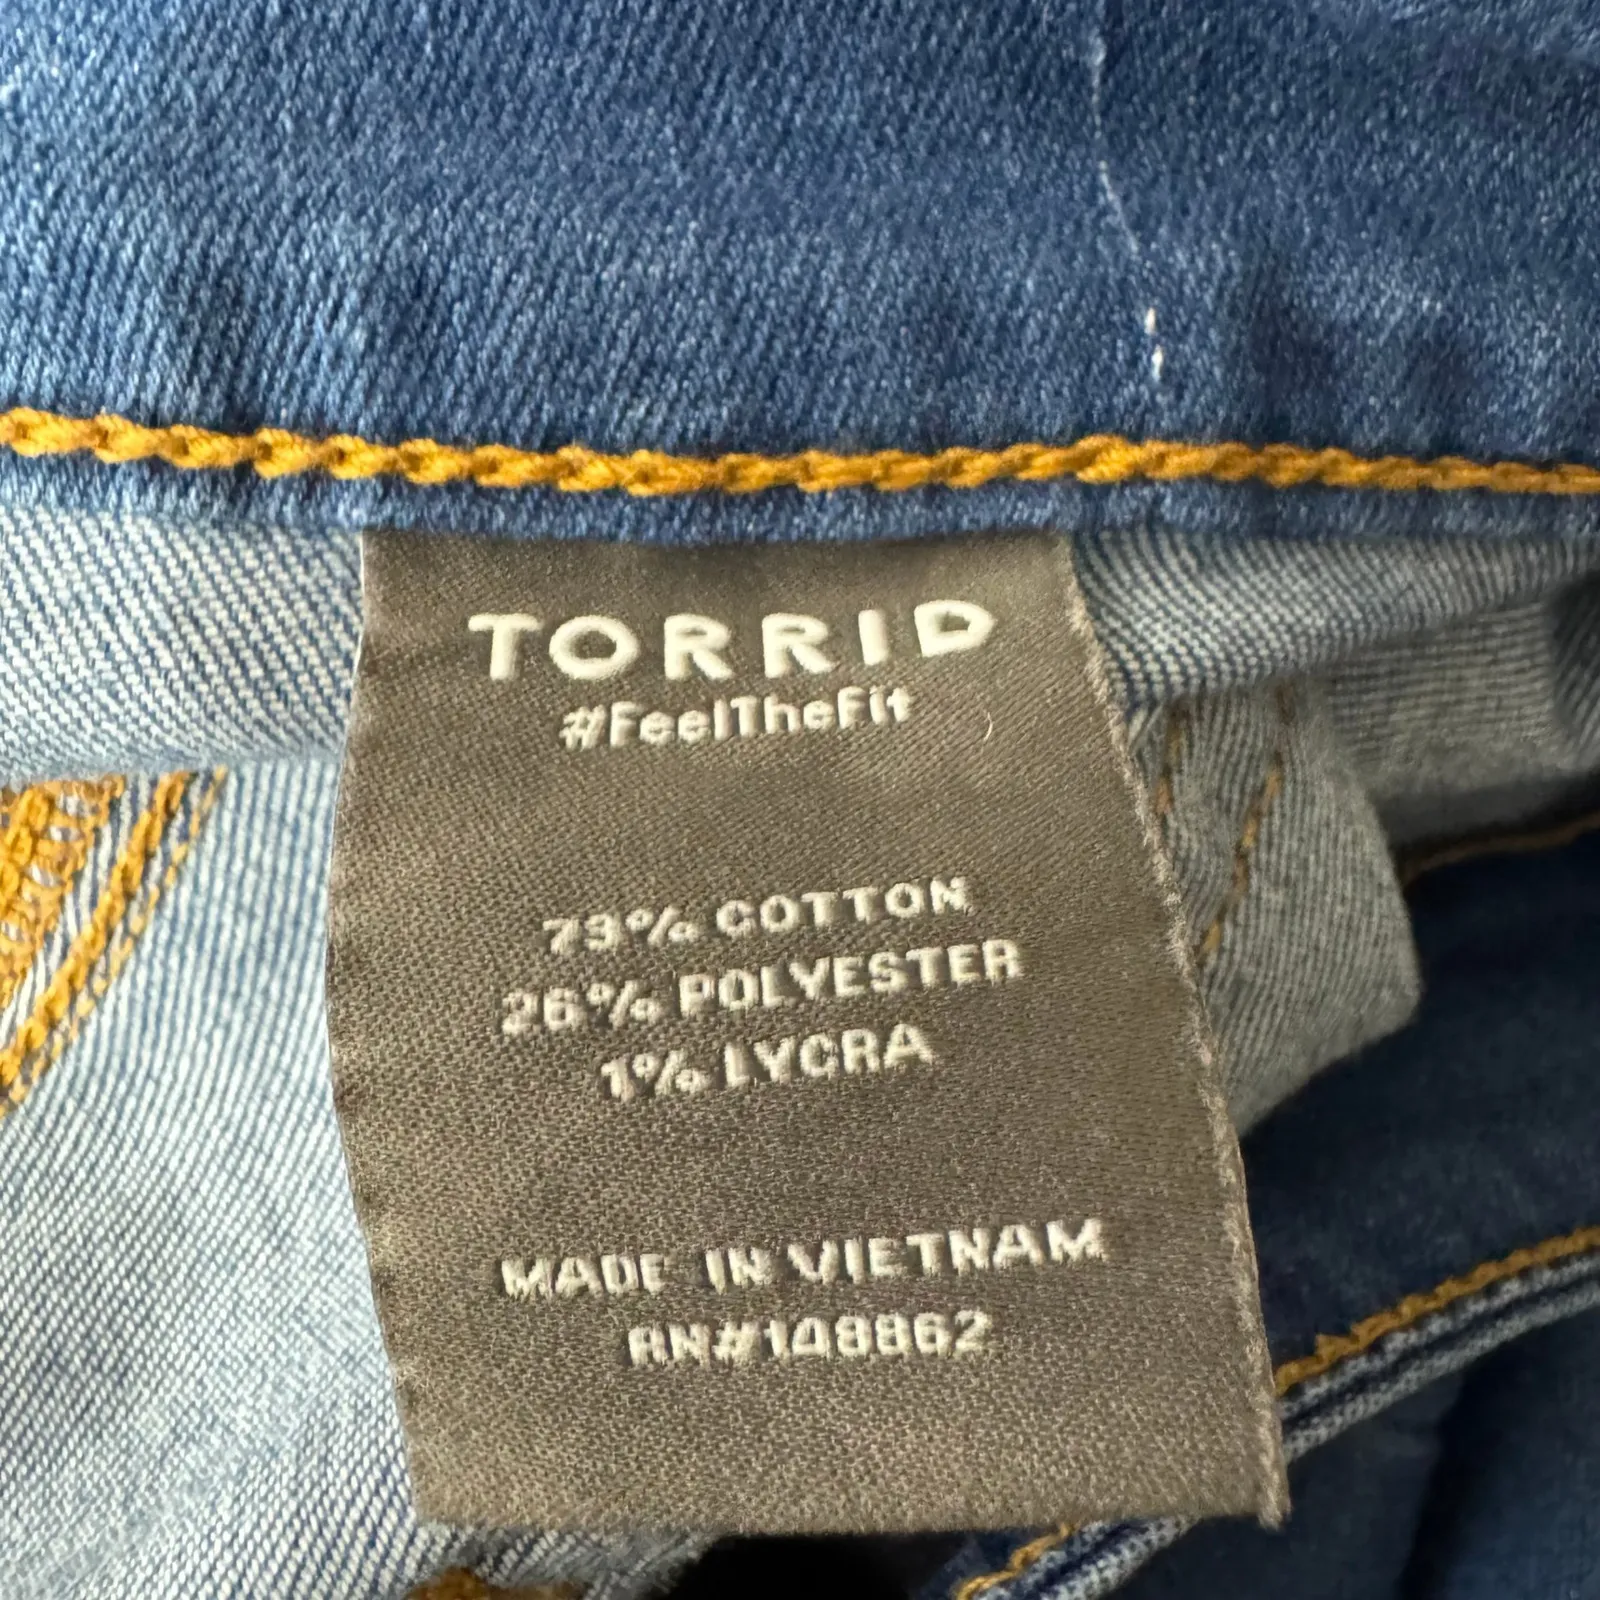 TORRID
#FeelTheFit
73% COTTON
26% POLYESTER
1% LYCRA
MADE IN VIETNAM
RN#148862